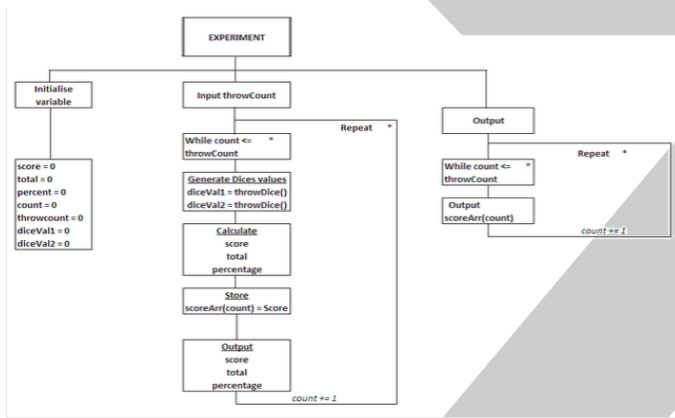 EXPERIMENT
Initialise
variable
score = 0
total = 0
percent = 0
count = 0
throwcount = 0
diceVal1 = 0
diceVal2 = 0
Input throwCount
Repeat *
While count <= *
throwCount
Generate Dices values
diceVal1 = throwDice()
diceVal2 = throwDice()
Calculate
score
total
percentage
Store
scoreArr(count) = Score
Output
score
total
percentage
count += 1
Output
Repeat *
While count <= *
throwCount
Output
scoreArr(count)
count += 1